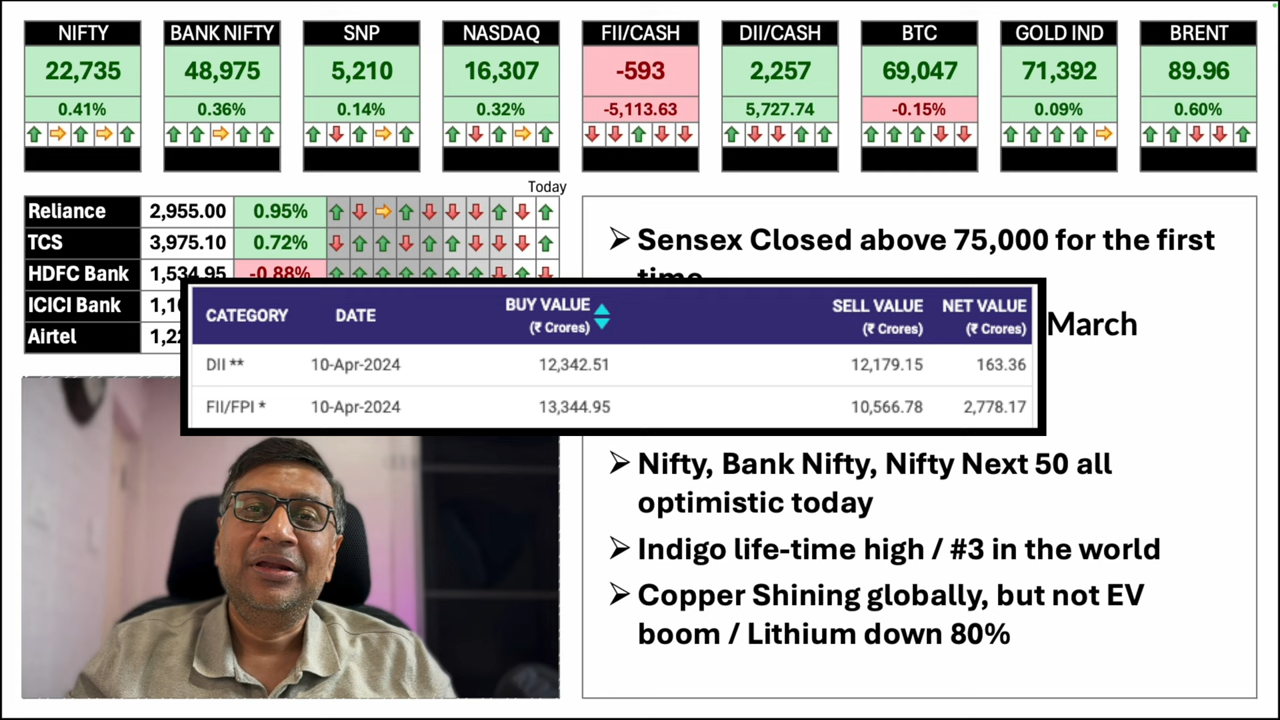 NIFTY BANK NIFTY SNP NASDAQ FII/CASH DII/CASH BTC GOLD IND BRENT
22,735 48,975 5,210 16,307 -593 2,257 69,047 71,392 89.96
0.41% 0.36% 0.14% 0.32% -5,113.63 5,727.74 -0.15% 0.09% 0.60%
Today
Reliance 2,955.00 0.95%
TCS 3,975.10 0.72%
HDFC Bank 1,534.95 -0.88%
ICICI Bank
Airtel
Sensex Closed above 75,000 for the first
time
March
CATEGORY DATE BUY VALUE (₹ Crores) SELL VALUE (₹ Crores) NET VALUE (₹ Crores)
DII ** 10-Apr-2024 12,342.51 12,179.15 163.36
FII/FPI * 10-Apr-2024 13,344.95 10,566.78 2,778.17
Nifty, Bank Nifty, Nifty Next 50 all
optimistic today
Indigo life-time high / #3 in the world
Copper Shining globally, but not EV
boom / Lithium down 80%